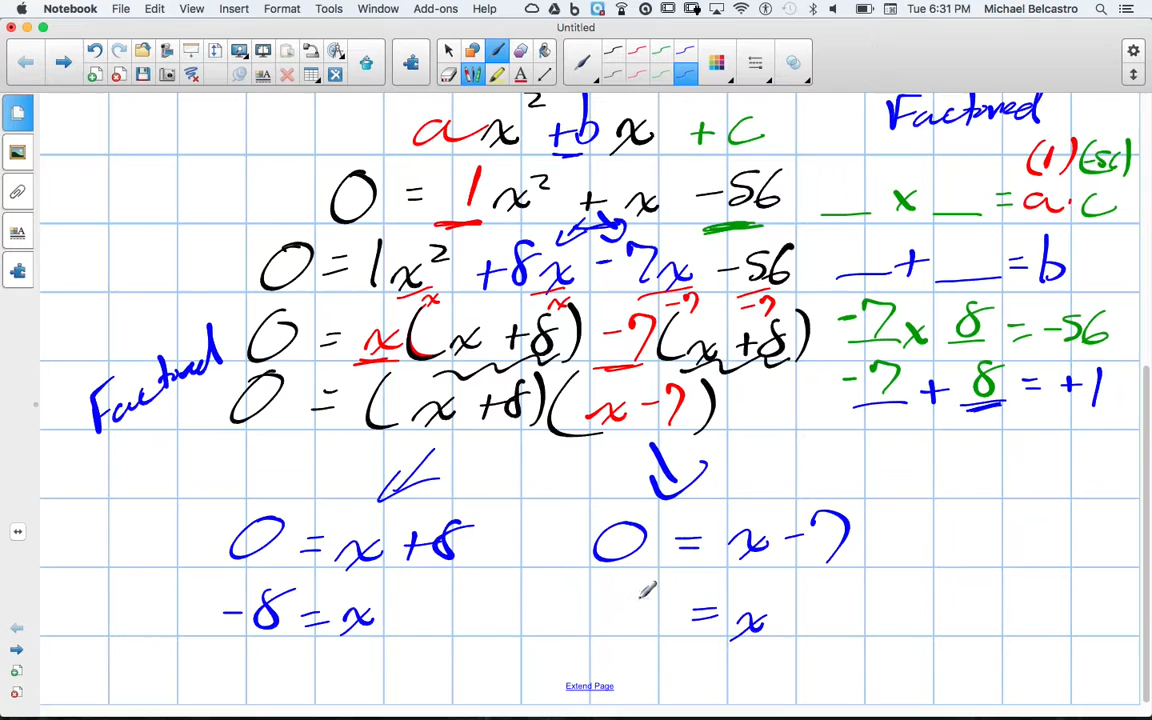 Notebook File Edit View Insert Format Tools Window Add-ons Help Tue 6:31 PM Michael Belcastro
Untitled
ax² +bx +c
Factored
0 = 1x² + x -56
(1) (-56)
__ x __ = a · c
0 = 1x² +8x -7x -56
__ + __ = b
x x -7 -7
Factored
0 = x(x +8) -7(x +8)
-7 x 8 = -56
0 = (x +8)(x -7)
-7 + 8 = +1
0 = x +8
0 = x -7
-8 = x
= x
Extend Page